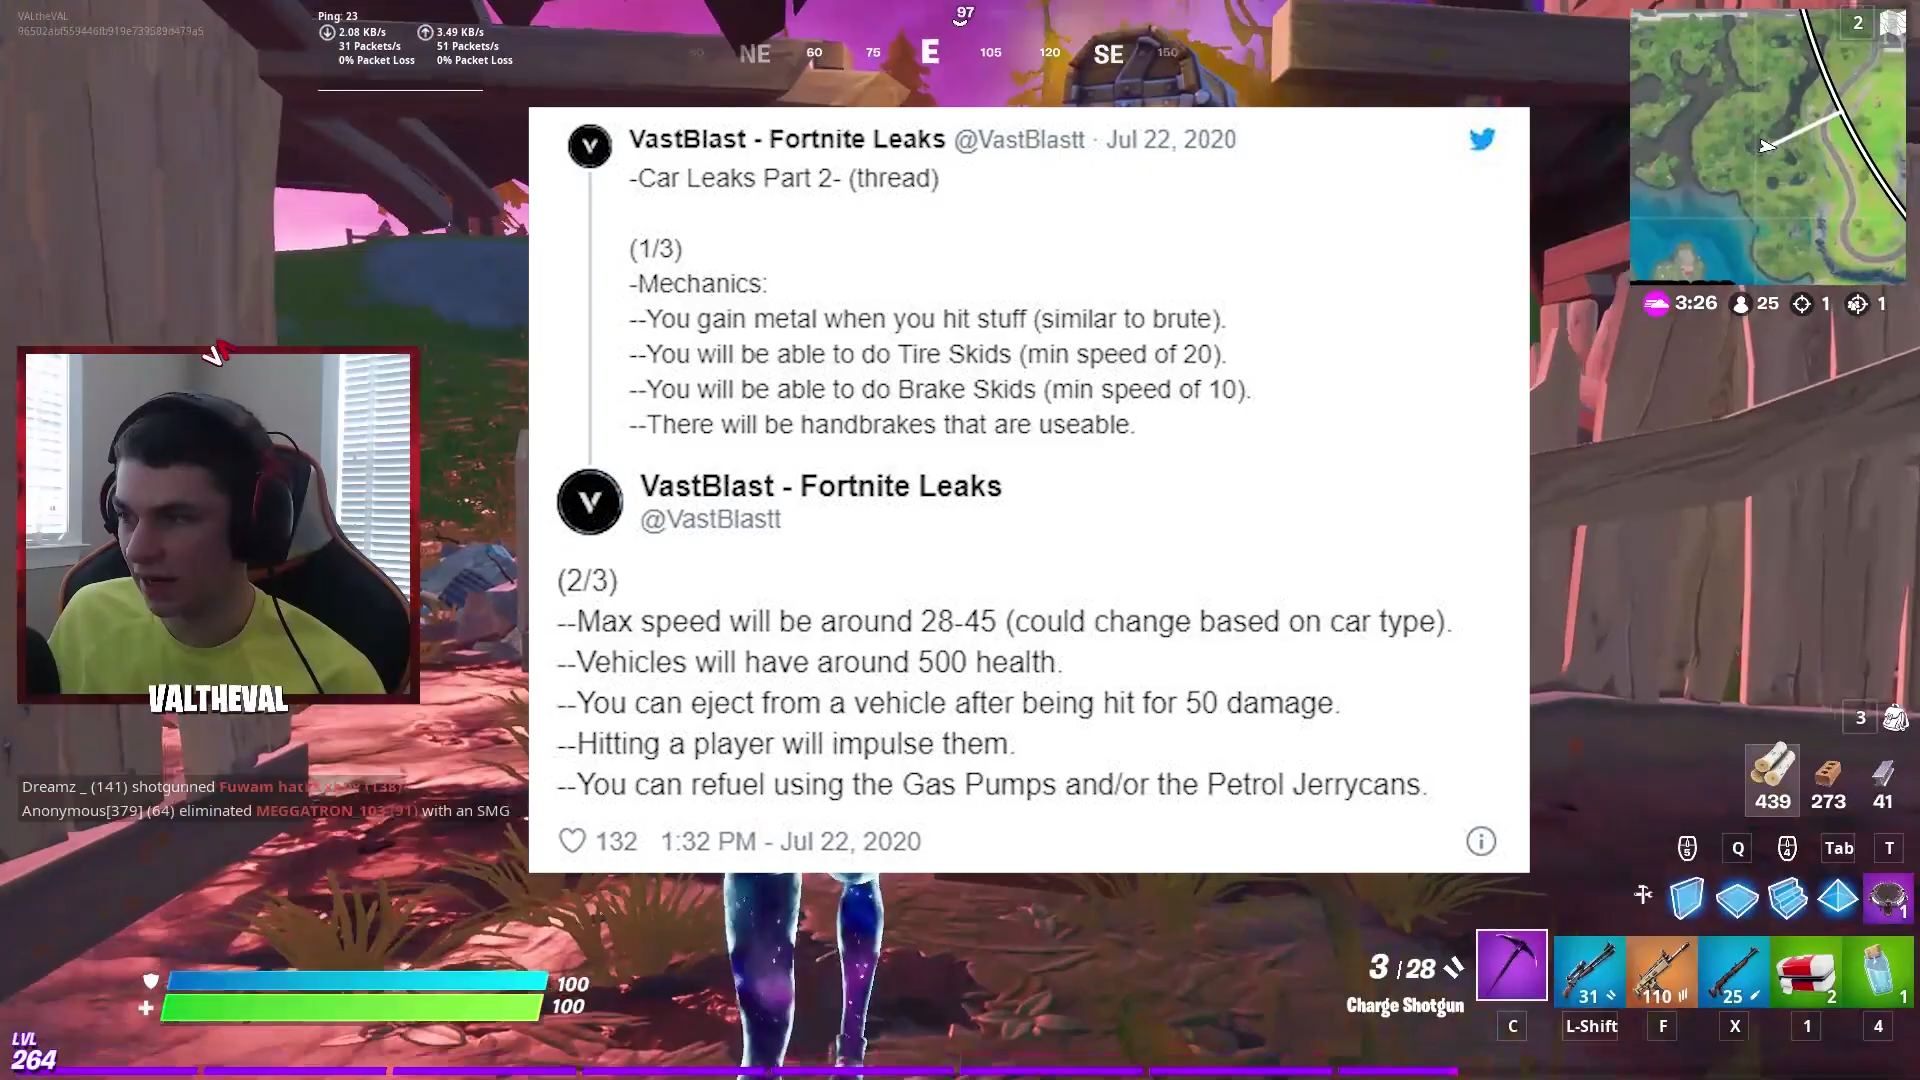 VALtheVAL
Ping: 23
2.08 KB/s 3.49 KB/s
31 Packets/s 51 Packets/s
0% Packet Loss 0% Packet Loss
97
NE 60 75 E 105 120 SE 150
2
VastBlast - Fortnite Leaks @VastBlastt · Jul 22, 2020
-Car Leaks Part 2- (thread)
(1/3)
-Mechanics:
--You gain metal when you hit stuff (similar to brute).
--You will be able to do Tire Skids (min speed of 20).
--You will be able to do Brake Skids (min speed of 10).
--There will be handbrakes that are useable.
VastBlast - Fortnite Leaks
@VastBlastt
(2/3)
--Max speed will be around 28-45 (could change based on car type).
--Vehicles will have around 500 health.
--You can eject from a vehicle after being hit for 50 damage.
--Hitting a player will impulse them.
--You can refuel using the Gas Pumps and/or the Petrol Jerrycans.
132 1:32 PM - Jul 22, 2020
3:26 25 1 1
VALTHEVAL
Dreamz _ (141) shotgunned Fuwam (138)
Anonymous[379] (64) eliminated MEGGATRON_103 (91) with an SMG
3
439 273 41
5 Q 4 Tab T
1
100
100
3 / 28
Charge Shotgun
31 110 25 2 1
C L-Shift F X 1 4
LVL
264